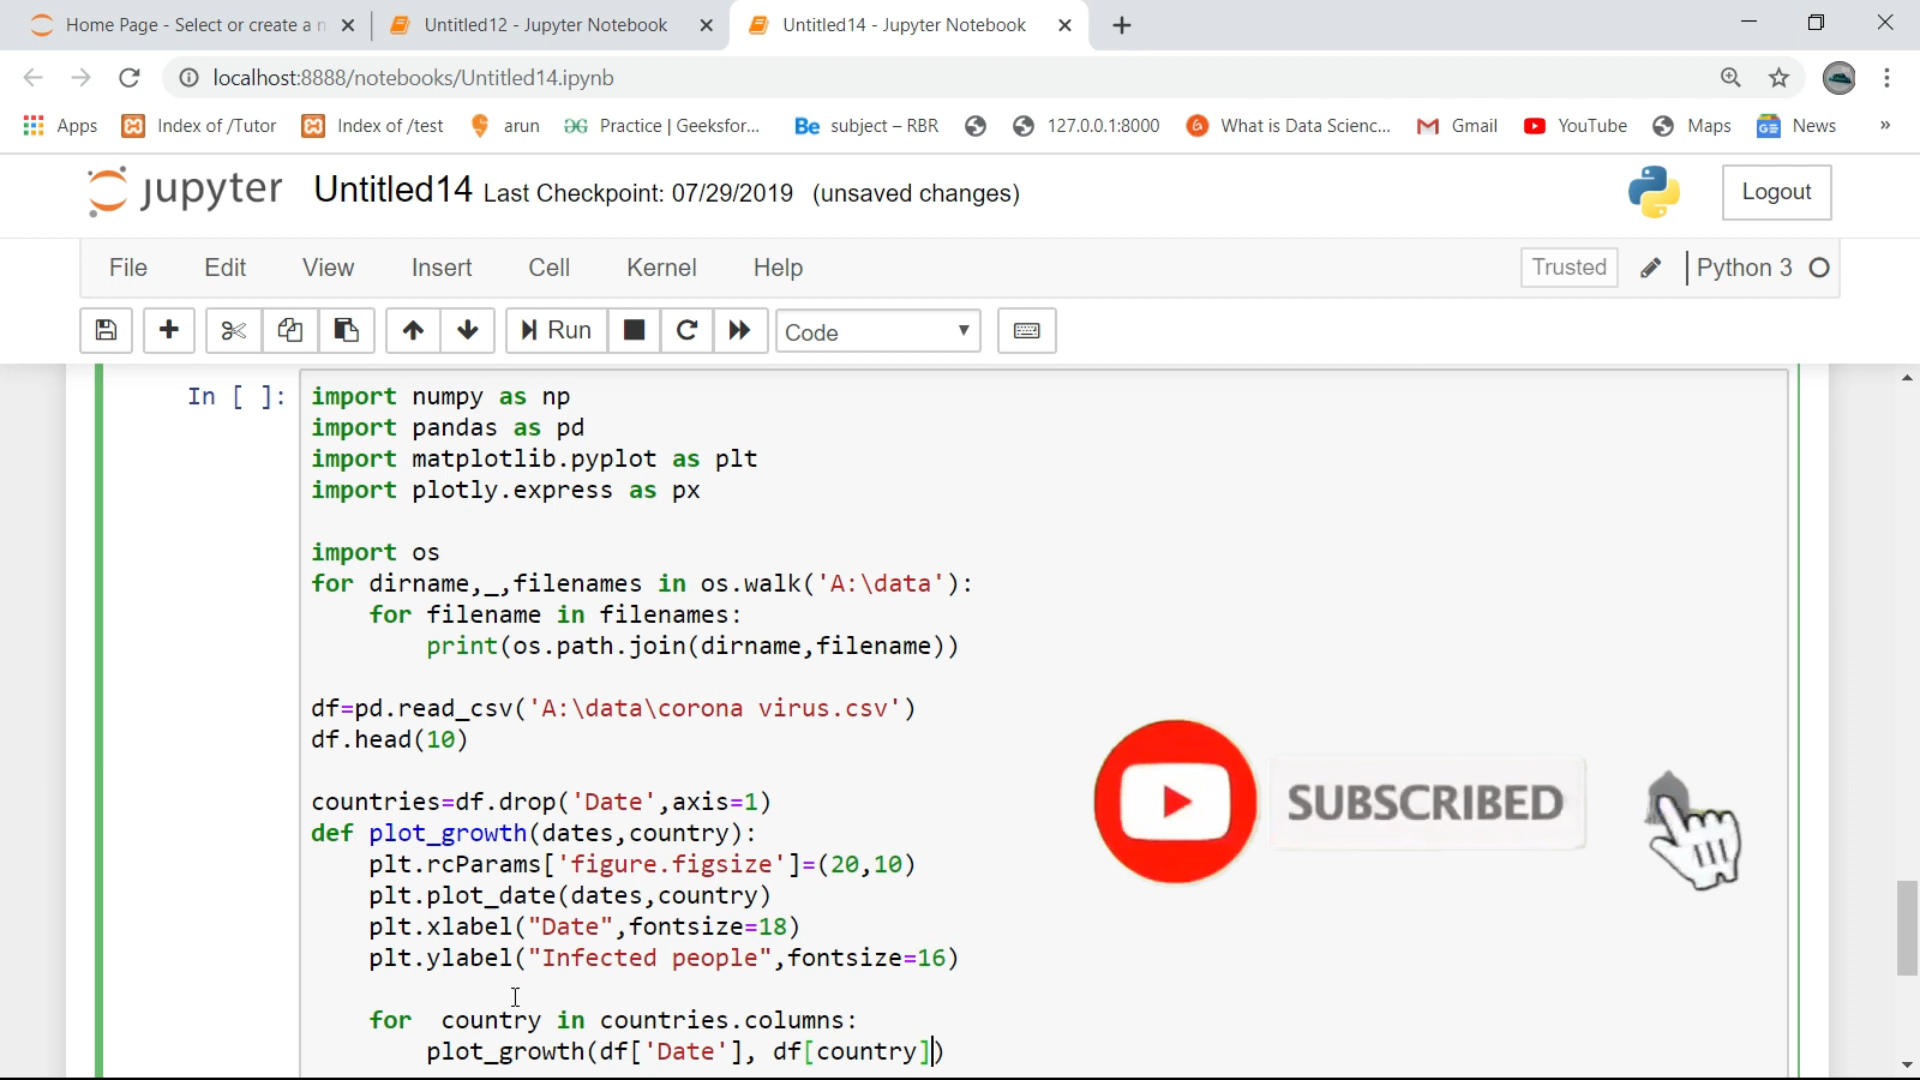 Home Page - Select or create a n
Untitled12 - Jupyter Notebook
Untitled14 - Jupyter Notebook
localhost:8888/notebooks/Untitled14.ipynb
Apps
Index of /Tutor
Index of /test
arun
Practice | Geeksfor...
Be subject – RBR
127.0.0.1:8000
What is Data Scienc...
Gmail
YouTube
Maps
GE News
»
jupyter Untitled14 Last Checkpoint: 07/29/2019 (unsaved changes)
Logout
File Edit View Insert Cell Kernel Help
Trusted
Python 3
Run
Code
In [ ]:
import numpy as np
import pandas as pd
import matplotlib.pyplot as plt
import plotly.express as px
import os
for dirname,_,filenames in os.walk('A:\data'):
    for filename in filenames:
        print(os.path.join(dirname,filename))
df=pd.read_csv('A:\data\corona virus.csv')
df.head(10)
countries=df.drop('Date',axis=1)
def plot_growth(dates,country):
    plt.rcParams['figure.figsize']=(20,10)
    plt.plot_date(dates,country)
    plt.xlabel("Date",fontsize=18)
    plt.ylabel("Infected people",fontsize=16)
    for  country in countries.columns:
        plot_growth(df['Date'], df[country])
SUBSCRIBED